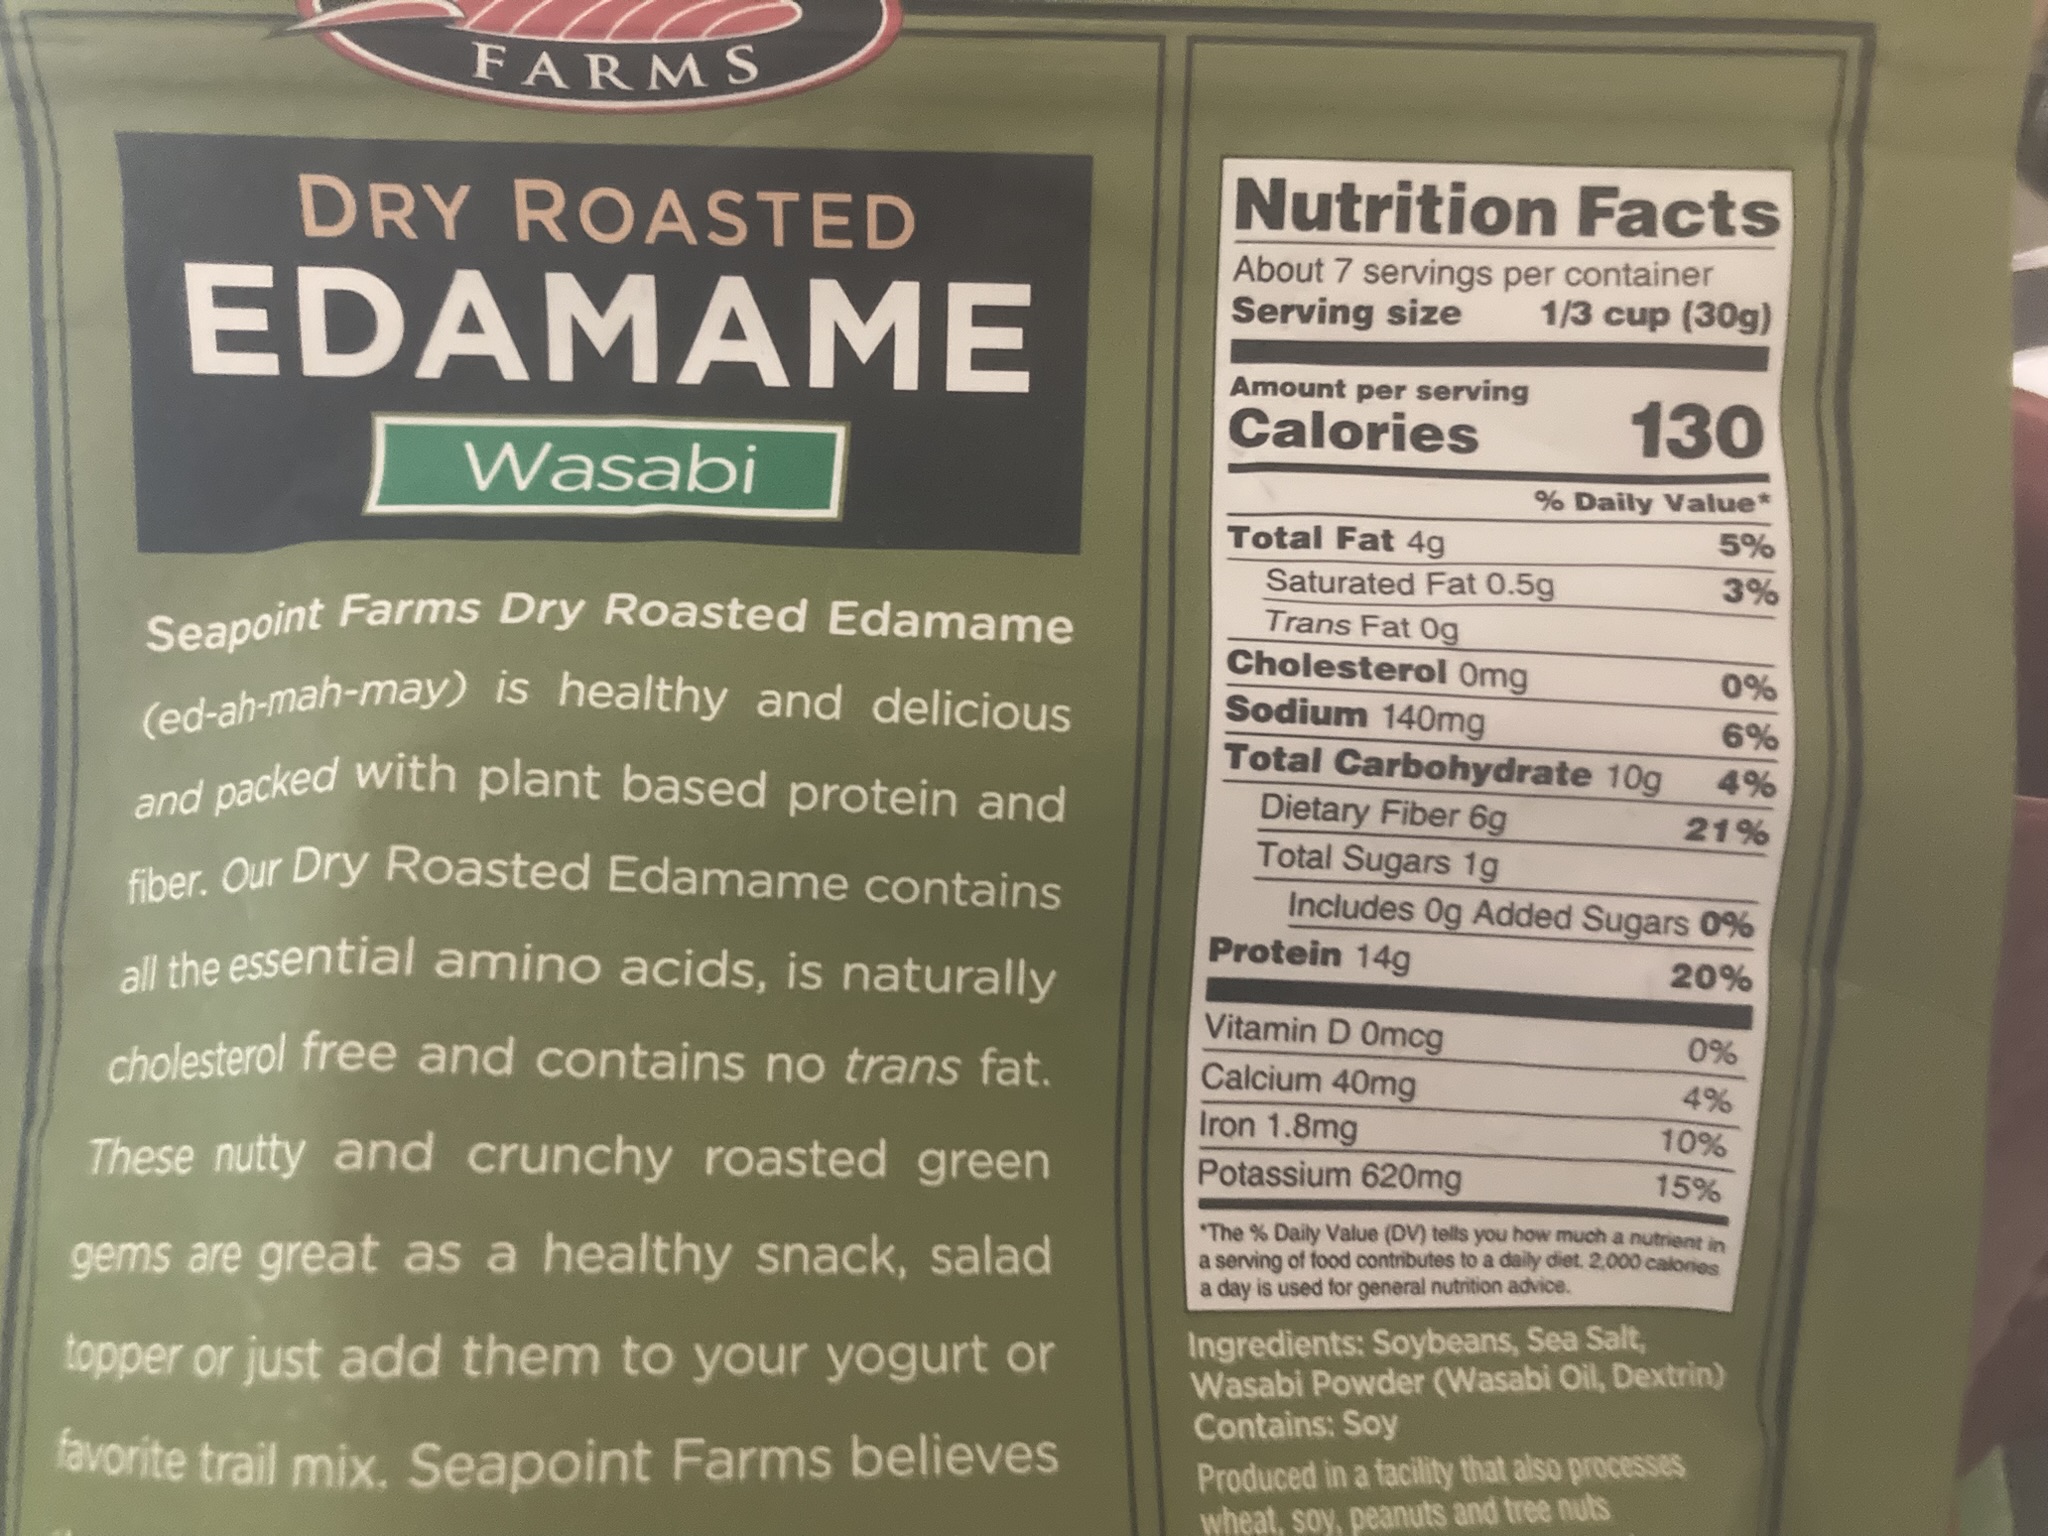 FARMS
DRY ROASTED
EDAMAME
Wasabi
Seapoint Farms Dry Roasted Edamame
(ed-ah-mah-may) is healthy and delicious
and packed with plant based protein and
fiber. Our Dry Roasted Edamame contains
all the essential amino acids, is naturally
cholesterol free and contains no trans fat.
These nutty and crunchy roasted green
gems are great as a healthy snack, salad
topper or just add them to your yogurt or
favorite trail mix. Seapoint Farms believes
Nutrition Facts
About 7 servings per container
Serving size 1/3 cup (30g)
Amount per serving
Calories 130
% Daily Value*
Total Fat 4g 5%
Saturated Fat 0.5g 3%
Trans Fat 0g
Cholesterol 0mg 0%
Sodium 140mg 6%
Total Carbohydrate 10g 4%
Dietary Fiber 6g 21%
Total Sugars 1g
Includes 0g Added Sugars 0%
Protein 14g 20%
Vitamin D 0mcg 0%
Calcium 40mg 4%
Iron 1.8mg 10%
Potassium 620mg 15%
*The % Daily Value (DV) tells you how much a nutrient in
a serving of food contributes to a daily diet. 2,000 calories
a day is used for general nutrition advice.
Ingredients: Soybeans, Sea Salt,
Wasabi Powder (Wasabi Oil, Dextrin)
Contains: Soy
Produced in a facility that also processes
wheat, soy, peanuts and tree nuts